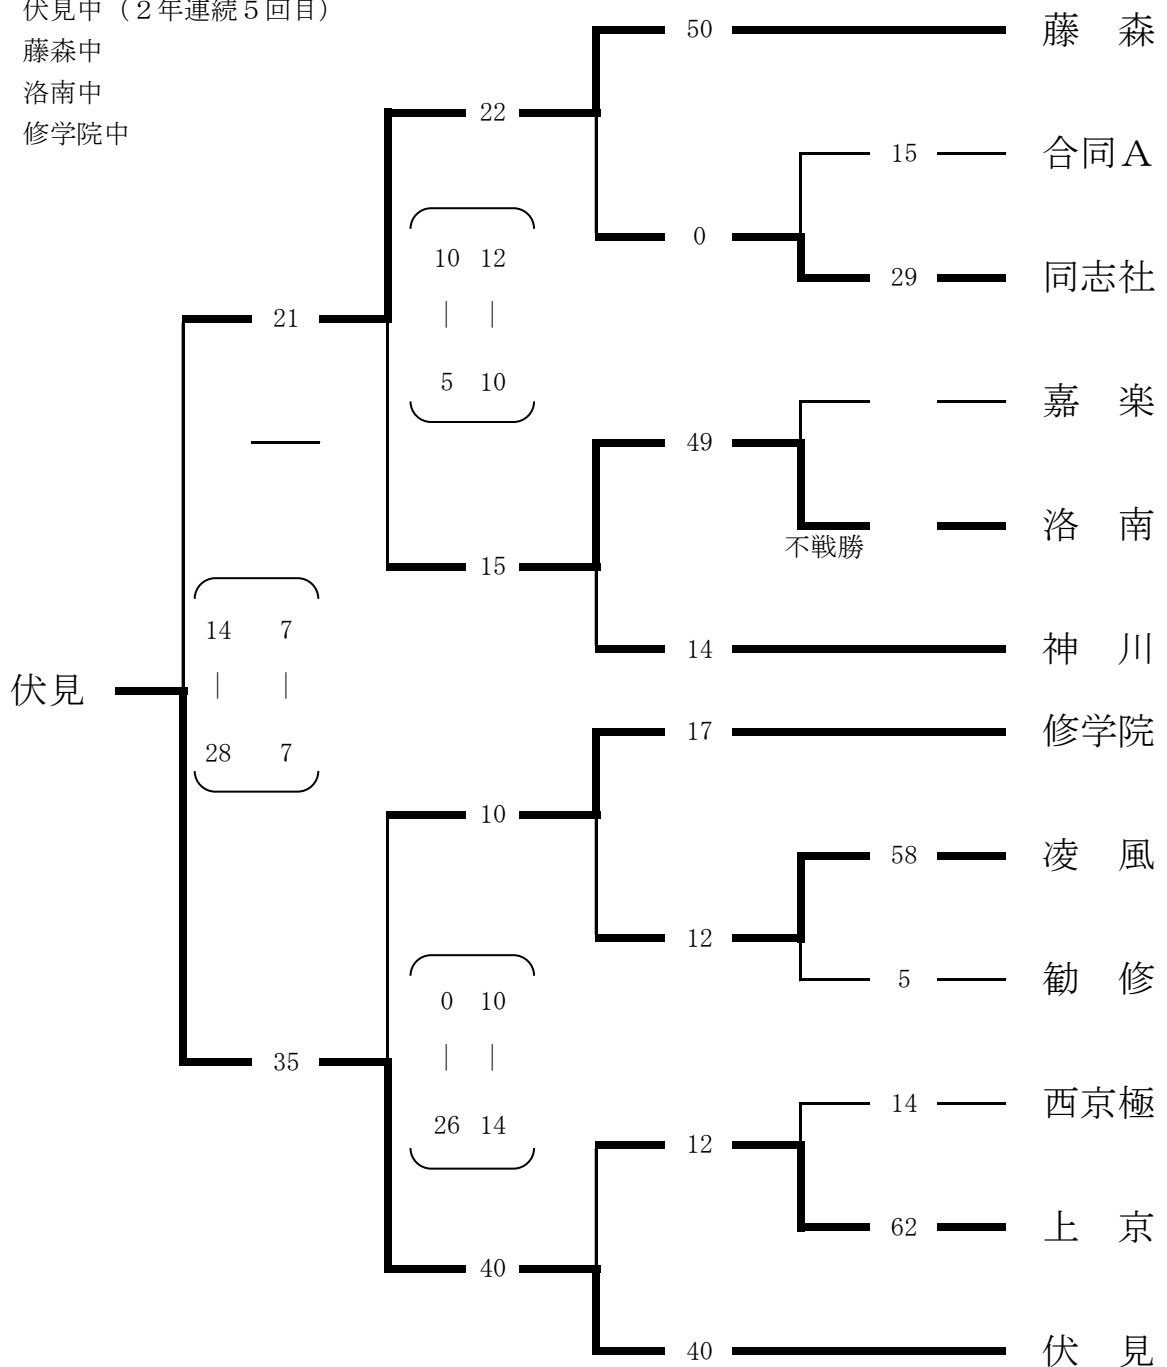 伏見中（２年連続５回目）
藤森中
洛南中
修学院中
50 藤　森
22
15 合同Ａ
0
10 12
29 同志社
21
｜ ｜
5 10
嘉　楽
49
洛　南
不戦勝
15
14 7
14 神　川
伏見 ｜ ｜
17 修学院
28 7
10
58 凌　風
12
5 勧　修
0 10
35 ｜ ｜
14 西京極
26 14
12
62 上　京
40
40 伏　見